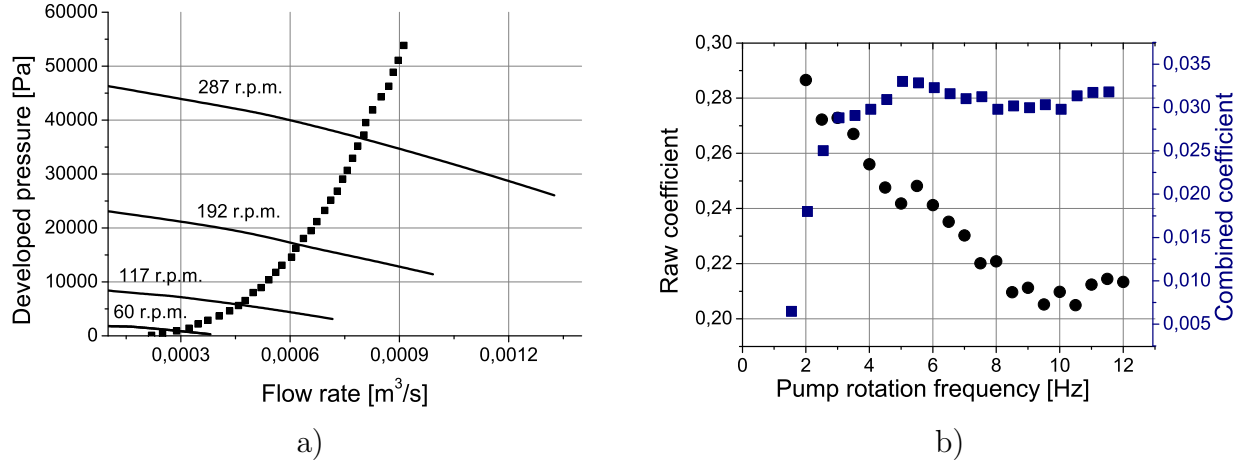 60000
50000
40000
30000
20000
10000
0
Developed pressure [Pa]
287 r.p.m.
192 r.p.m.
117 r.p.m.
60 r.p.m.
0,0003 0,0006 0,0009 0,0012
Flow rate [m³/s]
a)
0,30
0,28
0,26
0,24
0,22
0,20
Raw coefficient
0 2 4 6 8 10 12
Pump rotation frequency [Hz]
0,035
0,030
0,025
0,020
0,015
0,010
0,005
Combined coefficient
b)